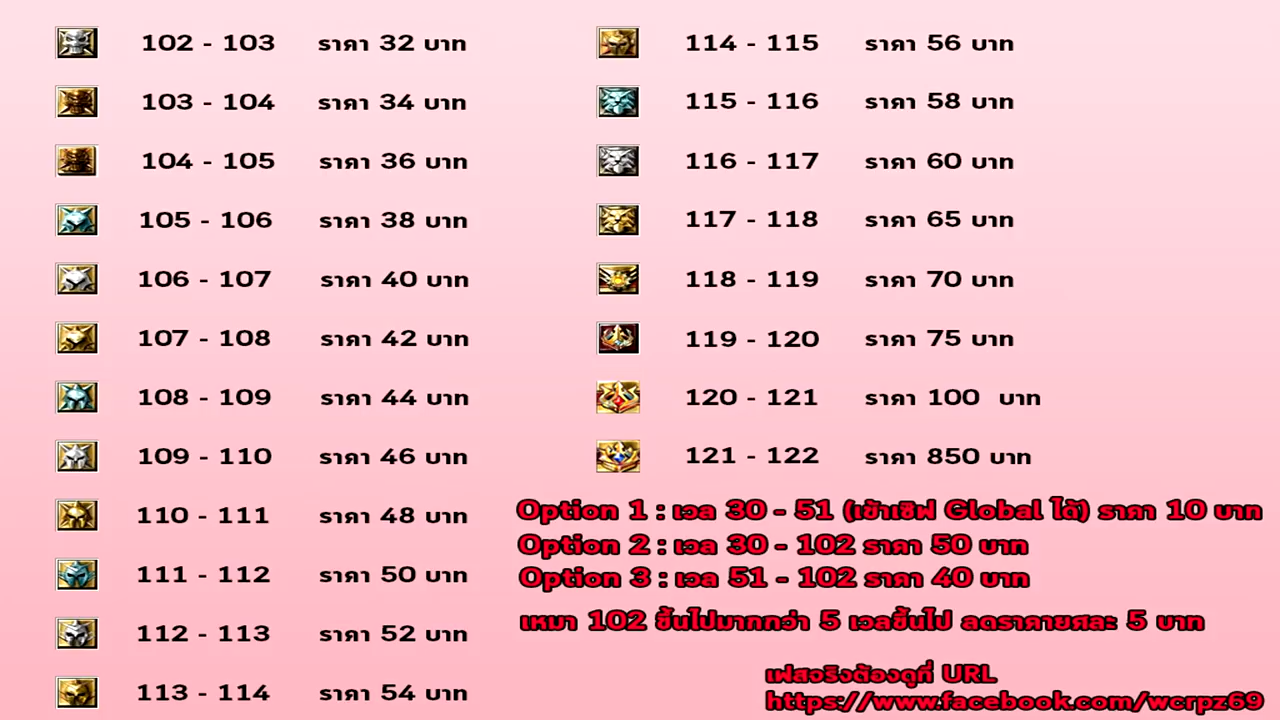 102 - 103 ราคา 32 บาท
103 - 104 ราคา 34 บาท
104 - 105 ราคา 36 บาท
105 - 106 ราคา 38 บาท
106 - 107 ราคา 40 บาท
107 - 108 ราคา 42 บาท
108 - 109 ราคา 44 บาท
109 - 110 ราคา 46 บาท
110 - 111 ราคา 48 บาท
111 - 112 ราคา 50 บาท
112 - 113 ราคา 52 บาท
113 - 114 ราคา 54 บาท
114 - 115 ราคา 56 บาท
115 - 116 ราคา 58 บาท
116 - 117 ราคา 60 บาท
117 - 118 ราคา 65 บาท
118 - 119 ราคา 70 บาท
119 - 120 ราคา 75 บาท
120 - 121 ราคา 100 บาท
121 - 122 ราคา 850 บาท
Option 1 : เวล 30 - 51 (เข้าเซิฟ Global ได้) ราคา 10 บาท
Option 2 : เวล 30 - 102 ราคา 50 บาท
Option 3 : เวล 51 - 102 ราคา 40 บาท
เหมา 102 ขึ้นไปมากกว่า 5 เวลขึ้นไป ลดราคายศละ 5 บาท
เฟสจริงต้องดูที่ URL
https://www.facebook.com/wcrpz69